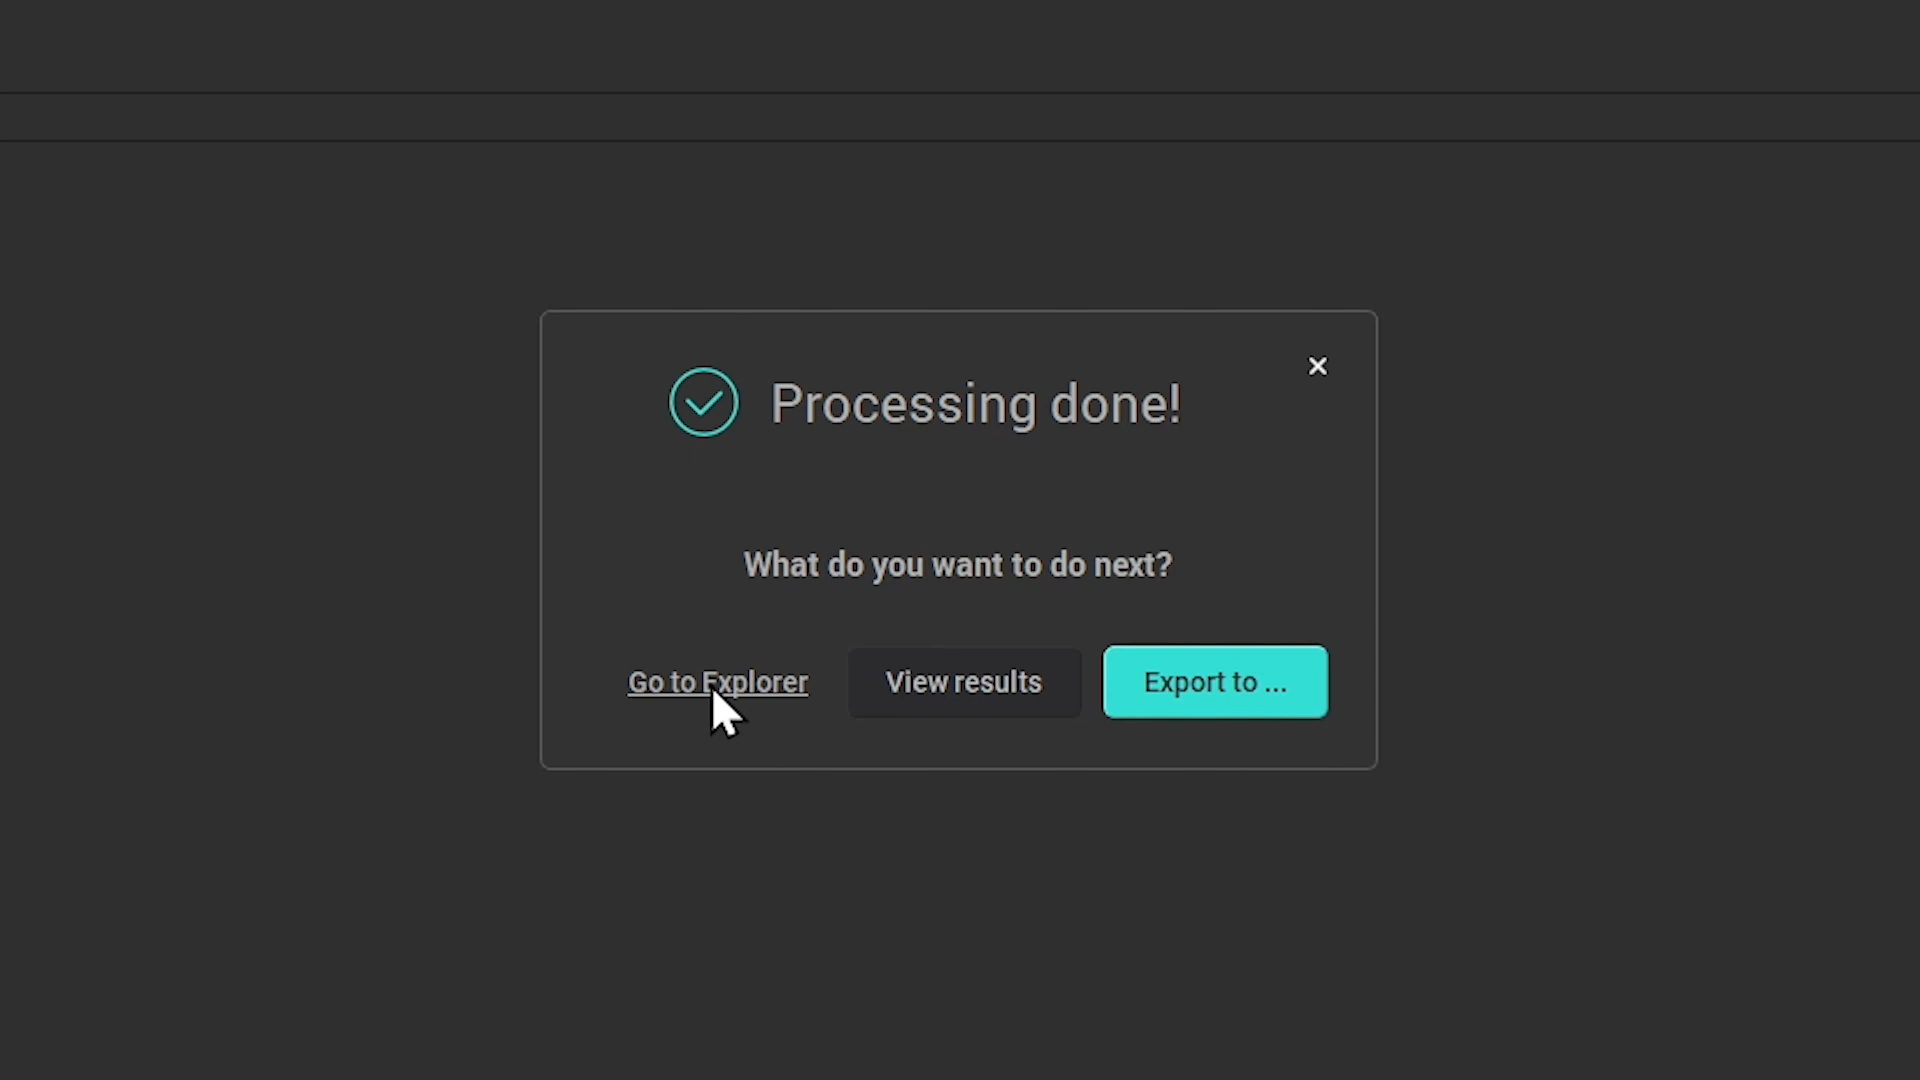 Processing done!
What do you want to do next?
Go to Explorer
View results
Export to ...